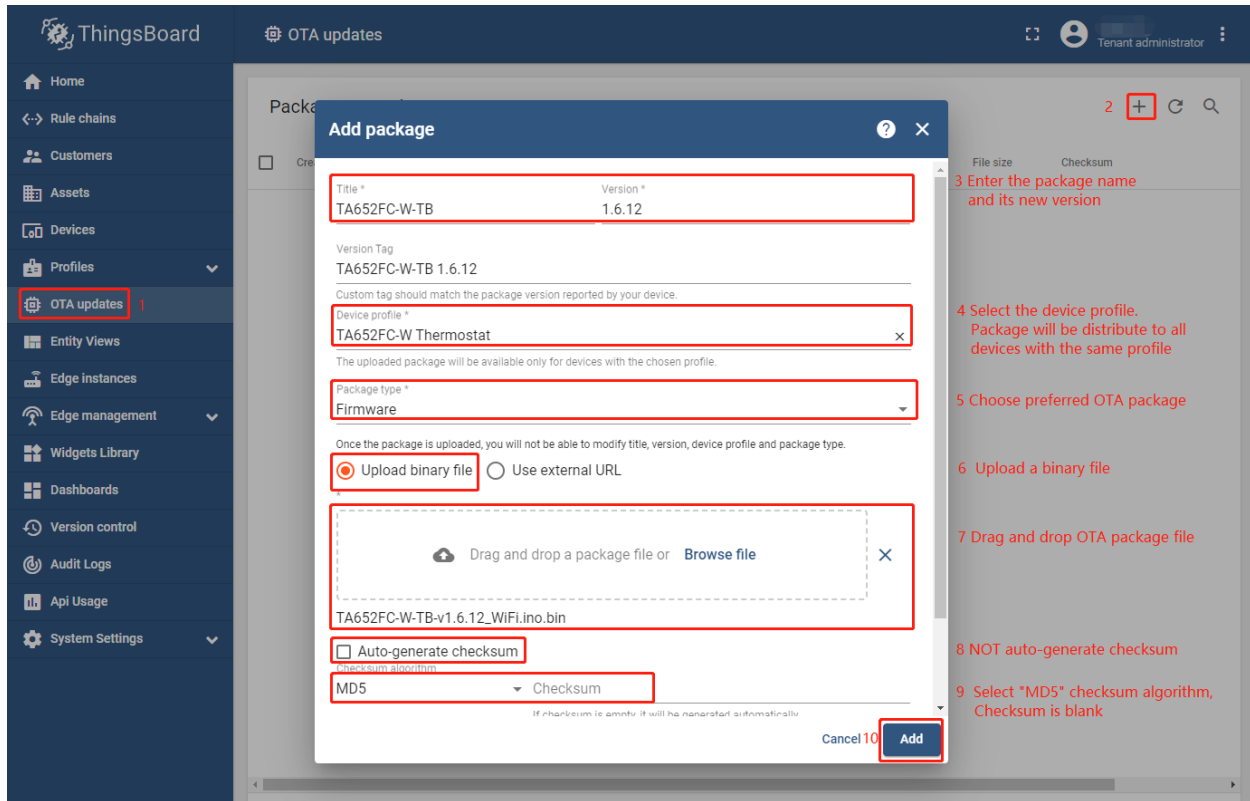 ThingsBoard
OTA updates
Tenant administrator
Home
Rule chains
Customers
Assets
Devices
Profiles
OTA updates 1
Entity Views
Edge instances
Edge management
Widgets Library
Dashboards
Version control
Audit Logs
Api Usage
System Settings
2
File size Checksum
Add package
Title *
TA652FC-W-TB
Version *
1.6.12
Version Tag
TA652FC-W-TB 1.6.12
Custom tag should match the package version reported by your device.
Device profile *
TA652FC-W Thermostat
The uploaded package will be available only for devices with the chosen profile.
Package type *
Firmware
Once the package is uploaded, you will not be able to modify title, version, device profile and package type.
Upload binary file
Use external URL
*
Drag and drop a package file or Browse file
TA652FC-W-TB-v1.6.12_WiFi.ino.bin
Auto-generate checksum
Checksum algorithm
MD5
Checksum
If checksum is empty, it will be generated automatically
Cancel 10 Add
3 Enter the package name
and its new version
4 Select the device profile.
Package will be distribute to all
devices with the same profile
5 Choose preferred OTA package
6 Upload a binary file
7 Drag and drop OTA package file
8 NOT auto-generate checksum
9 Select "MD5" checksum algorithm,
Checksum is blank